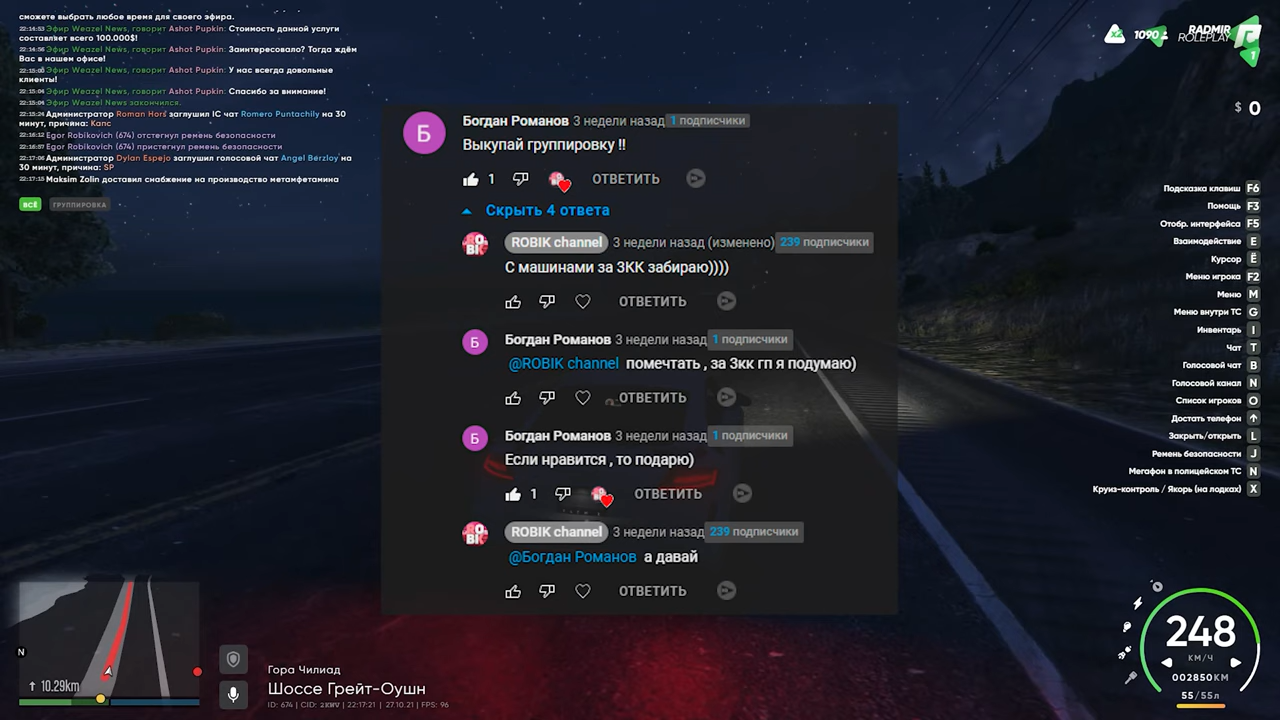 сможете выбрать любое время для своего эфира.
22:14:53 Эфир Weazel News, говорит Ashot Pupkin: Стоимость данной услуги
составляет всего 100.000$!
22:14:56 Эфир Weazel News, говорит Ashot Pupkin: Заинтересовало? Тогда ждём
Вас в нашем офисе!
22:15:00 Эфир Weazel News, говорит Ashot Pupkin: У нас всегда довольные
клиенты!
22:15:04 Эфир Weazel News, говорит Ashot Pupkin: Спасибо за внимание!
22:15:04 Эфир Weazel News закончился.
22:15:24 Администратор Roman Hors заглушил IC чат Romero Puntachily на 30
минут, причина: Капс
22:16:12 Egor Robikovich (674) отстегнул ремень безопасности
22:16:57 Egor Robikovich (674) пристегнул ремень безопасности
22:17:06 Администратор Dylan Espejo заглушил голосовой чат Angel Berzloy на
30 минут, причина: SP
22:17:15 Maksim Zolin доставил снабжение на производство метамфетамина
ВСЁ ГРУППИРОВКА
x2 1090 RADMIR
ROLEPLAY
1
$ 0
Богдан Романов 3 недели назад 1 подписчики
Б
Выкупай группировку !!
1 ОТВЕТИТЬ
Скрыть 4 ответа
ROBIK channel 3 недели назад (изменено) 239 подписчики
С машинами за 3КК забираю))))
ОТВЕТИТЬ
Б Богдан Романов 3 недели назад 1 подписчики
@ROBIK channel помечтать , за 3кк гп я подумаю)
ОТВЕТИТЬ
Б Богдан Романов 3 недели назад 1 подписчики
Если нравится , то подарю)
1 ОТВЕТИТЬ
ROBIK channel 3 недели назад 239 подписчики
@Богдан Романов а давай
ОТВЕТИТЬ
Подсказка клавиш F6
Помощь F3
Отобр. интерфейса F5
Взаимодействие E
Курсор Ё
Меню игрока F2
Меню M
Меню внутри ТС G
Инвентарь I
Чат T
Голосовой чат B
Голосовой канал N
Список игроков O
Достать телефон
Закрыть/открыть L
Ремень безопасности J
Мегафон в полицейском ТС N
Круиз-контроль / Якорь (на лодках) X
N
10.29km
Гора Чилиад
Шоссе Грейт-Оушн
22:17:21 | 27.10.21 | FPS: 96
248
КМ/Ч
002850КМ
55/55л